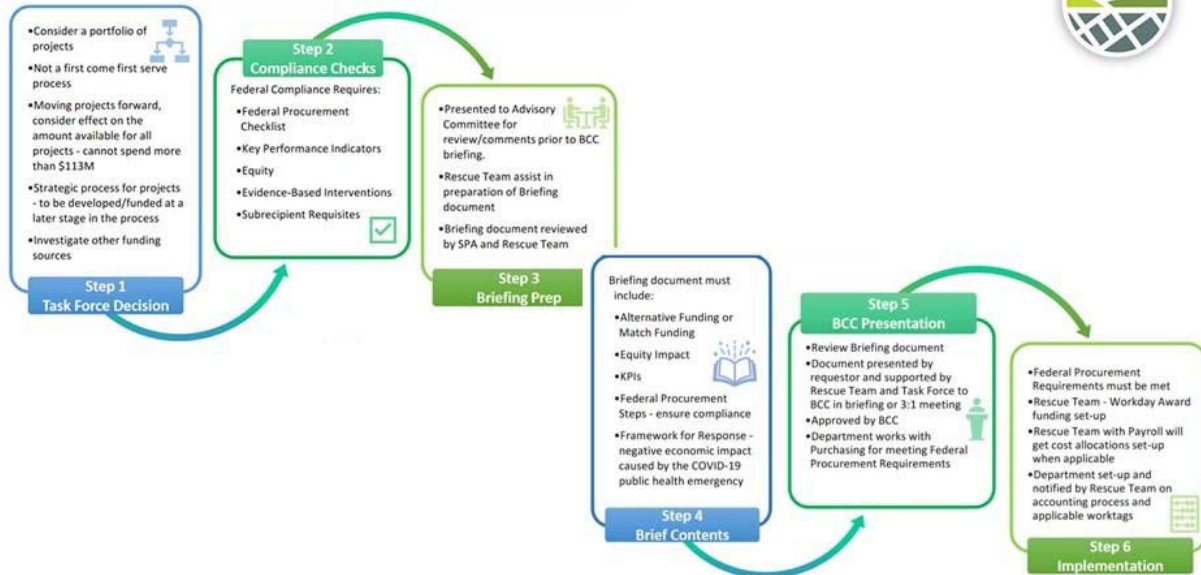 •Consider a portfolio of
projects
•Not a first come first serve
process
•Moving projects forward,
consider effect on the
amount available for all
projects - cannot spend more
than $113M
•Strategic process for projects
- to be developed/funded at a
later stage in the process
•Investigate other funding
sources
Step 1
Task Force Decision
Step 2
Compliance Checks
Federal Compliance Requires:
•Federal Procurement
Checklist
•Key Performance Indicators
•Equity
•Evidence-Based Interventions
•Subrecipient Requisites
•Presented to Advisory
Committee for
review/comments prior to BCC
briefing.
•Rescue Team assist in
preparation of Briefing
document
•Briefing document reviewed
by SPA and Rescue Team
Step 3
Briefing Prep
Briefing document must
include:
•Alternative Funding or
Match Funding
•Equity Impact
•KPIs
•Federal Procurement
Steps - ensure compliance
•Framework for Response -
negative economic impact
caused by the COVID-19
public health emergency
Step 4
Brief Contents
Step 5
BCC Presentation
•Review Briefing document
•Document presented by
requestor and supported by
Rescue Team and Task Force to
BCC in briefing or 3:1 meeting
•Approved by BCC
•Department works with
Purchasing for meeting Federal
Procurement Requirements
•Federal Procurement
Requirements must be met
•Rescue Team - Workday Award
funding set-up
•Rescue Team with Payroll will
get cost allocations set-up
when applicable
•Department set-up and
notified by Rescue Team on
accounting process and
applicable worktags
Step 6
Implementation